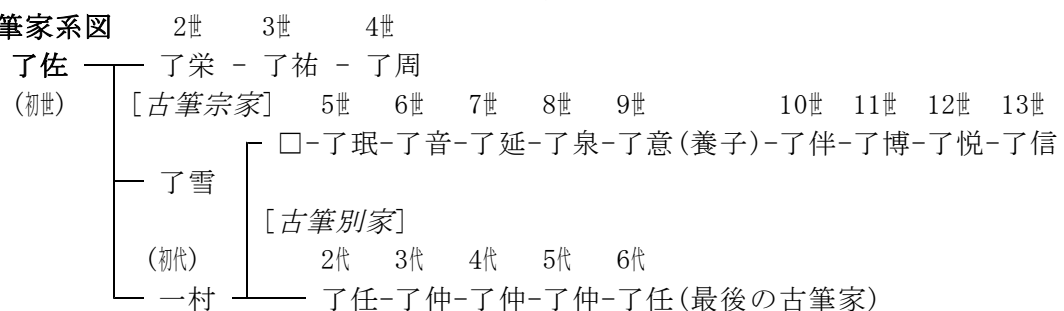 筆家系図 2世 3世 4世
了佐 了栄 - 了祐 - 了周
(初世) [古筆宗家] 5世 6世 7世 8世 9世 10世 11世 12世 13世
□-了珉-了音-了延-了泉-了意(養子)-了伴-了博-了悦-了信
了雪
[古筆別家]
(初代) 2代 3代 4代 5代 6代
一村 了任-了仲-了仲-了仲-了任(最後の古筆家)